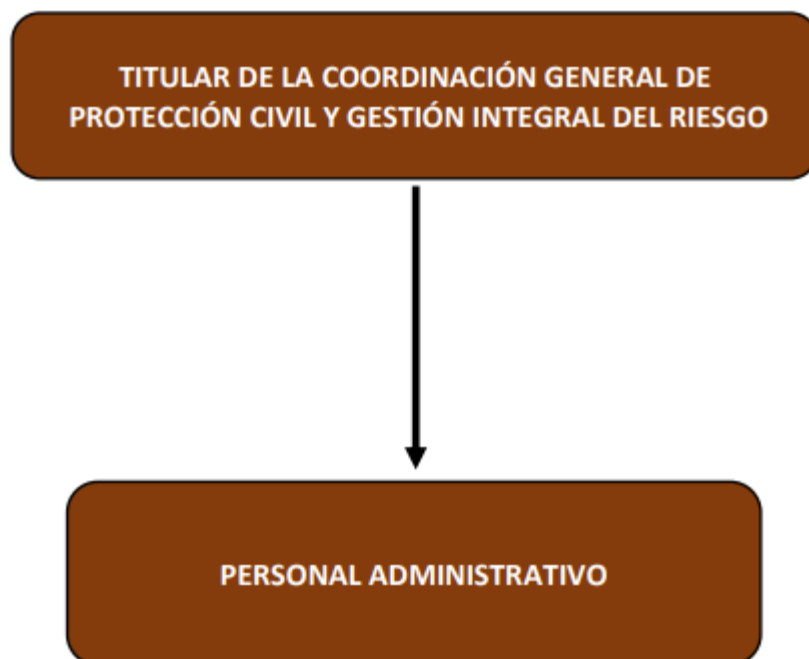 TITULAR DE LA COORDINACIÓN GENERAL DE
PROTECCIÓN CIVIL Y GESTIÓN INTEGRAL DEL RIESGO
PERSONAL ADMINISTRATIVO